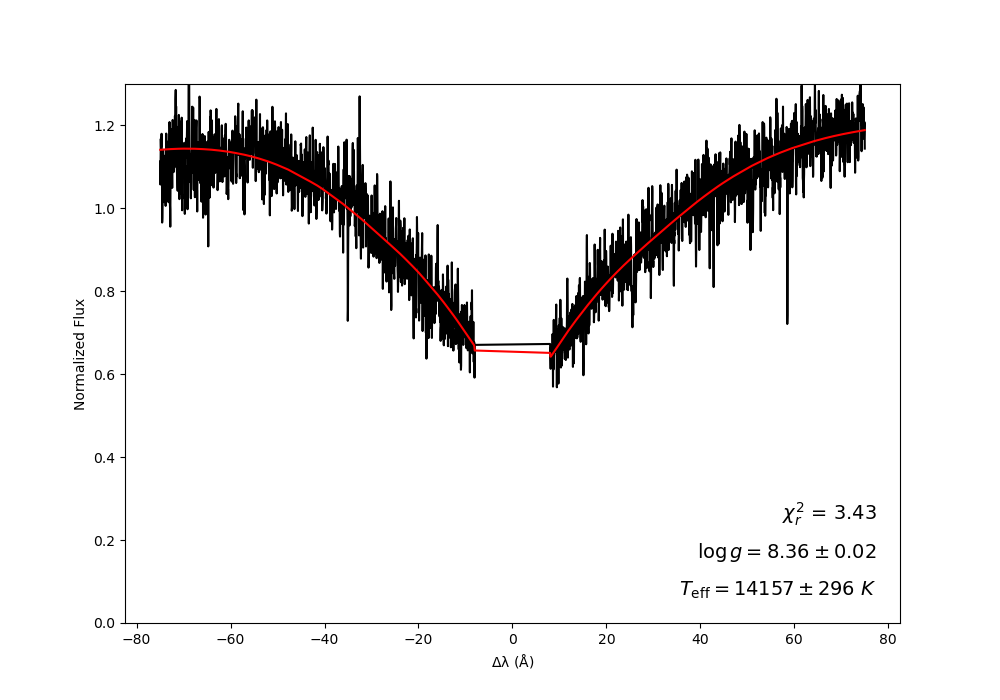 1.2
1.0
0.8
0.6
0.4
0.2
0.0
Normalized Flux
χ²ᵣ = 3.43
log g = 8.36 ± 0.02
T_eff = 14157 ± 296 K
−80 −60 −40 −20 0 20 40 60 80
Δλ (Å)